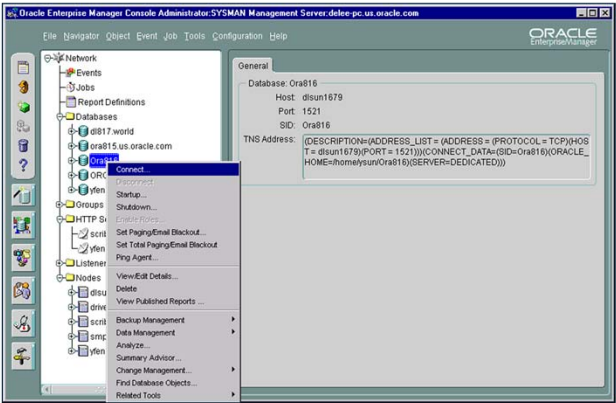 Oracle Enterprise Manager Console Administrator:SYSMAN Management Server:delee-pc.us.oracle.com
File Navigator Object Event Job Tools Configuration Help
ORACLE
EnterpriseManager
Network
Events
Jobs
Report Definitions
Databases
dl817.world
ora815.us.oracle.com
Ora816
ORC
yfen
Groups
HTTP Se
scrib
yfen
Listener
Nodes
dlsu
drive
scrib
smp
yfen
Connect...
Disconnect
Startup...
Shutdown...
Enable Roles...
Set Paging/Email Blackout...
Set Total Paging/Email Blackout
Ping Agent...
View/Edit Details...
Delete
View Published Reports ...
Backup Management
Data Management
Analyze...
Summary Advisor...
Change Management...
Find Database Objects...
Related Tools
General
Database: Ora816
Host: dlsun1679
Port: 1521
SID: Ora816
TNS Address: (DESCRIPTION=(ADDRESS_LIST = (ADDRESS = (PROTOCOL = TCP)(HOS
T = dlsun1679)(PORT = 1521)))(CONNECT_DATA=(SID=Ora816)(ORACLE_
HOME=/home/ysun/Ora816)(SERVER=DEDICATED)))